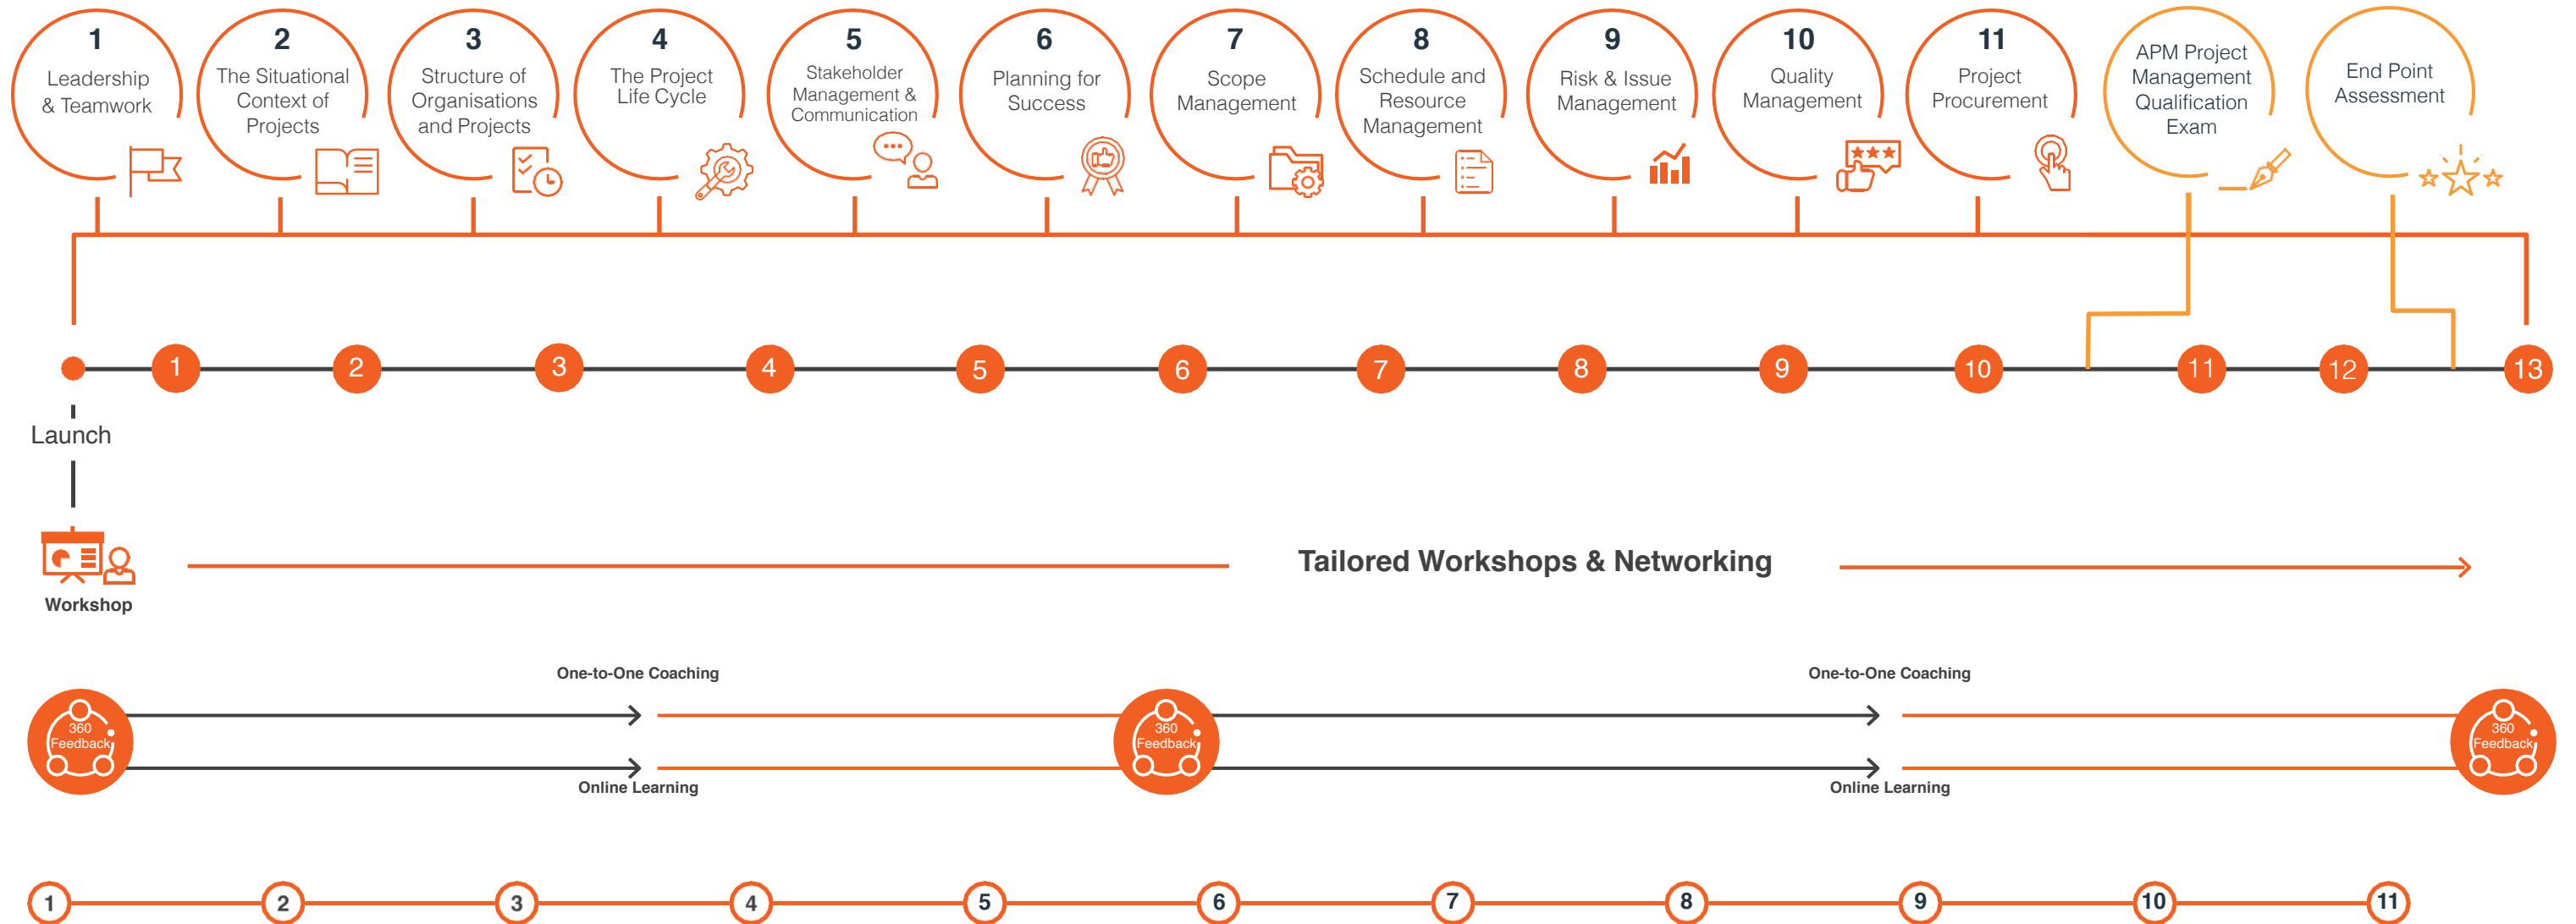 1
Leadership
& Teamwork
2
The Situational
Context of
Projects
3
Structure of
Organisations
and Projects
4
The Project
Life Cycle
5
Stakeholder
Management &
Communication
6
Planning for
Success
7
Scope
Management
8
Schedule and
Resource
Management
9
Risk & Issue
Management
10
Quality
Management
11
Project
Procurement
APM Project
Management
Qualification
Exam
End Point
Assessment
1
2
3
4
5
6
7
8
9
10
11
12
13
Launch
Workshop
Tailored Workshops & Networking
One-to-One Coaching
One-to-One Coaching
360
Feedback
360
Feedback
360
Feedback
Online Learning
Online Learning
1
2
3
4
5
6
7
8
9
10
11